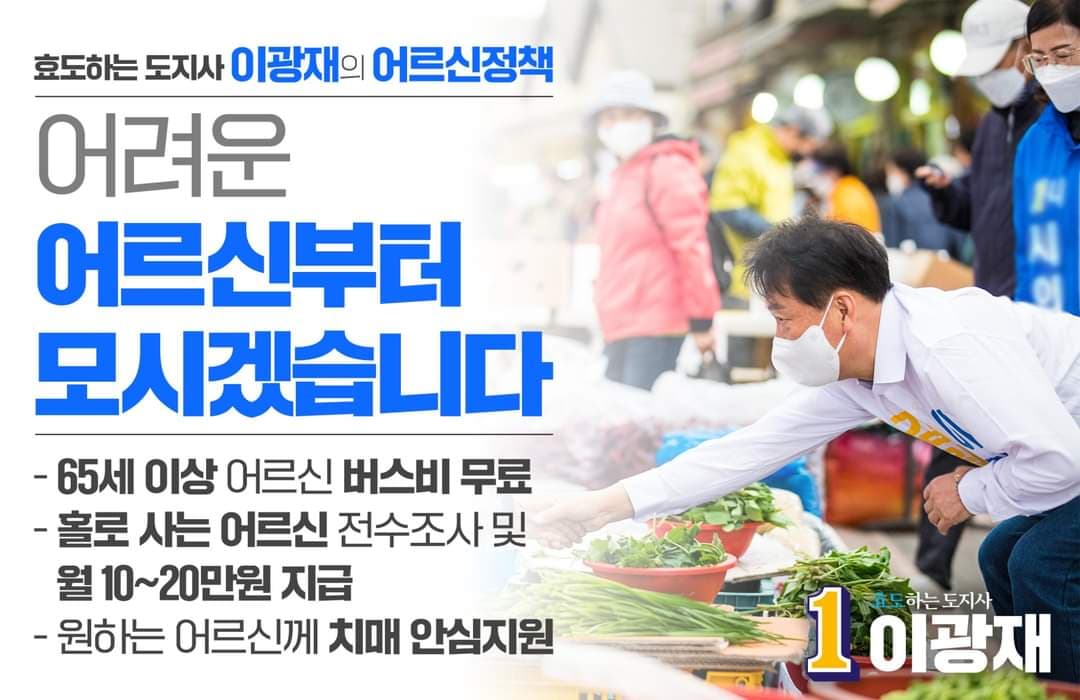 효도하는 도지사 이광재의 어르신정책
어려운
어르신부터
모시겠습니다
- 65세 이상 어르신 버스비 무료
- 홀로 사는 어르신 전수조사 및
월 10~20만원 지급
- 원하는 어르신께 치매 안심지원
1 효도하는 도지사
이광재